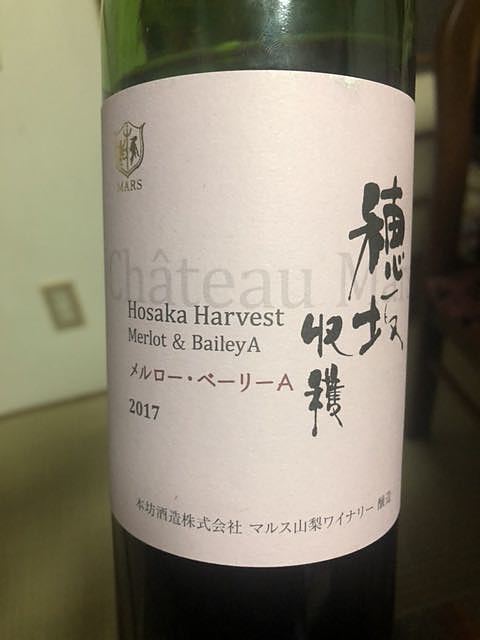 MARS
穂坂
収穫
Château Mar
Hosaka Harvest
Merlot & BaileyA
メルロー・ベーリーA
2017
本坊酒造株式会社 マルス山梨ワイナリー 醸造